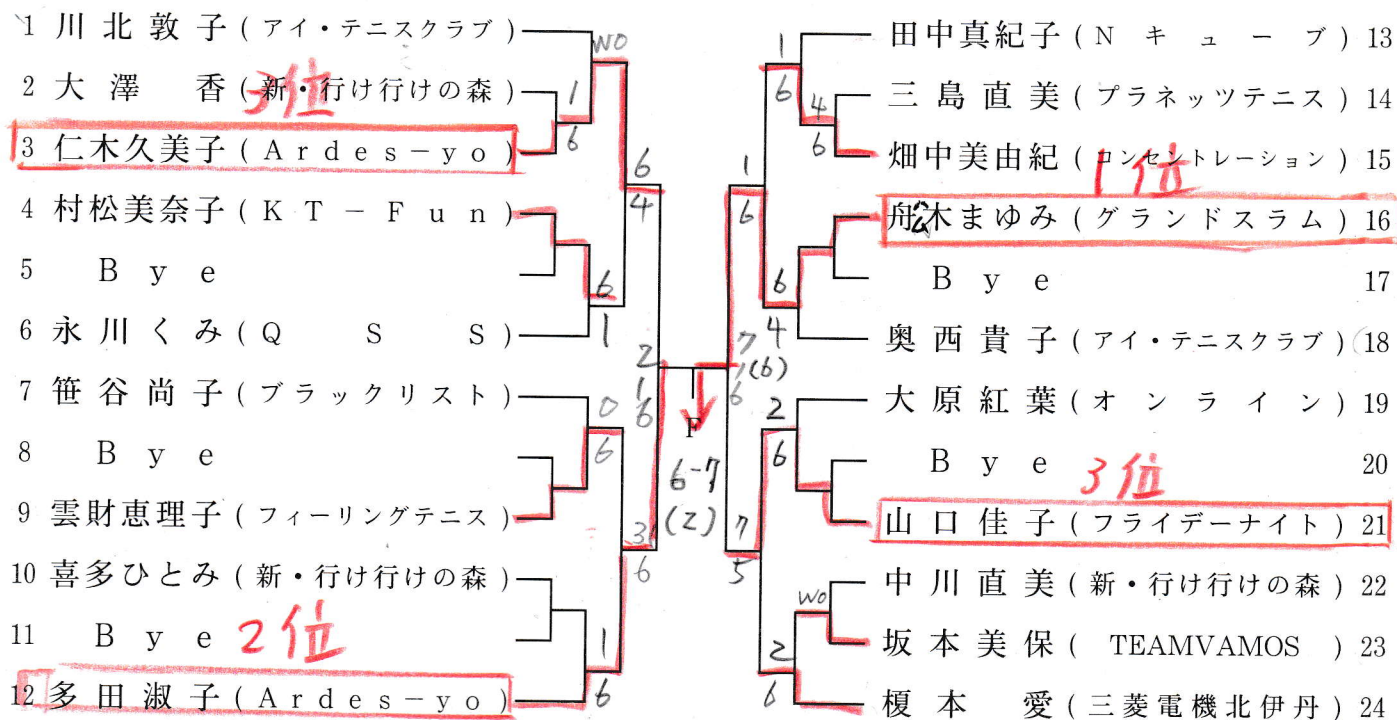 1 川北敦子 (アイ・テニスクラブ)
2 大澤 香 (新・行け行けの森)
3位
3 仁木久美子 (Ardes-yo)
4 村松美奈子 (KT-Fun)
5 Bye
6 永川くみ (QSS)
7 笹谷尚子 (ブラックリスト)
8 Bye
9 雲財恵理子 (フィーリングテニス)
10 喜多ひとみ (新・行け行けの森)
11 Bye
2位
12 多田淑子 (Ardes-yo)
WO
1
6
6
4
6
1
0
6
3
6
1
6
2
1
6
F
6-7
(2)
7
(6)
6
1
6
4
6
1
6
6
4
2
6
7
5
WO
2
6
田中真紀子 (Nキューブ) 13
三島直美 (プラネッツテニス) 14
畑中美由紀 (コンセントレーション) 15
1位
舩木まゆみ (グランドスラム) 16
Bye 17
奥西貴子 (アイ・テニスクラブ) 18
大原紅葉 (オンライン) 19
Bye 20
3位
山口佳子 (フライデーナイト) 21
中川直美 (新・行け行けの森) 22
坂本美保 (TEAMVAMOS) 23
榎本 愛 (三菱電機北伊丹) 24